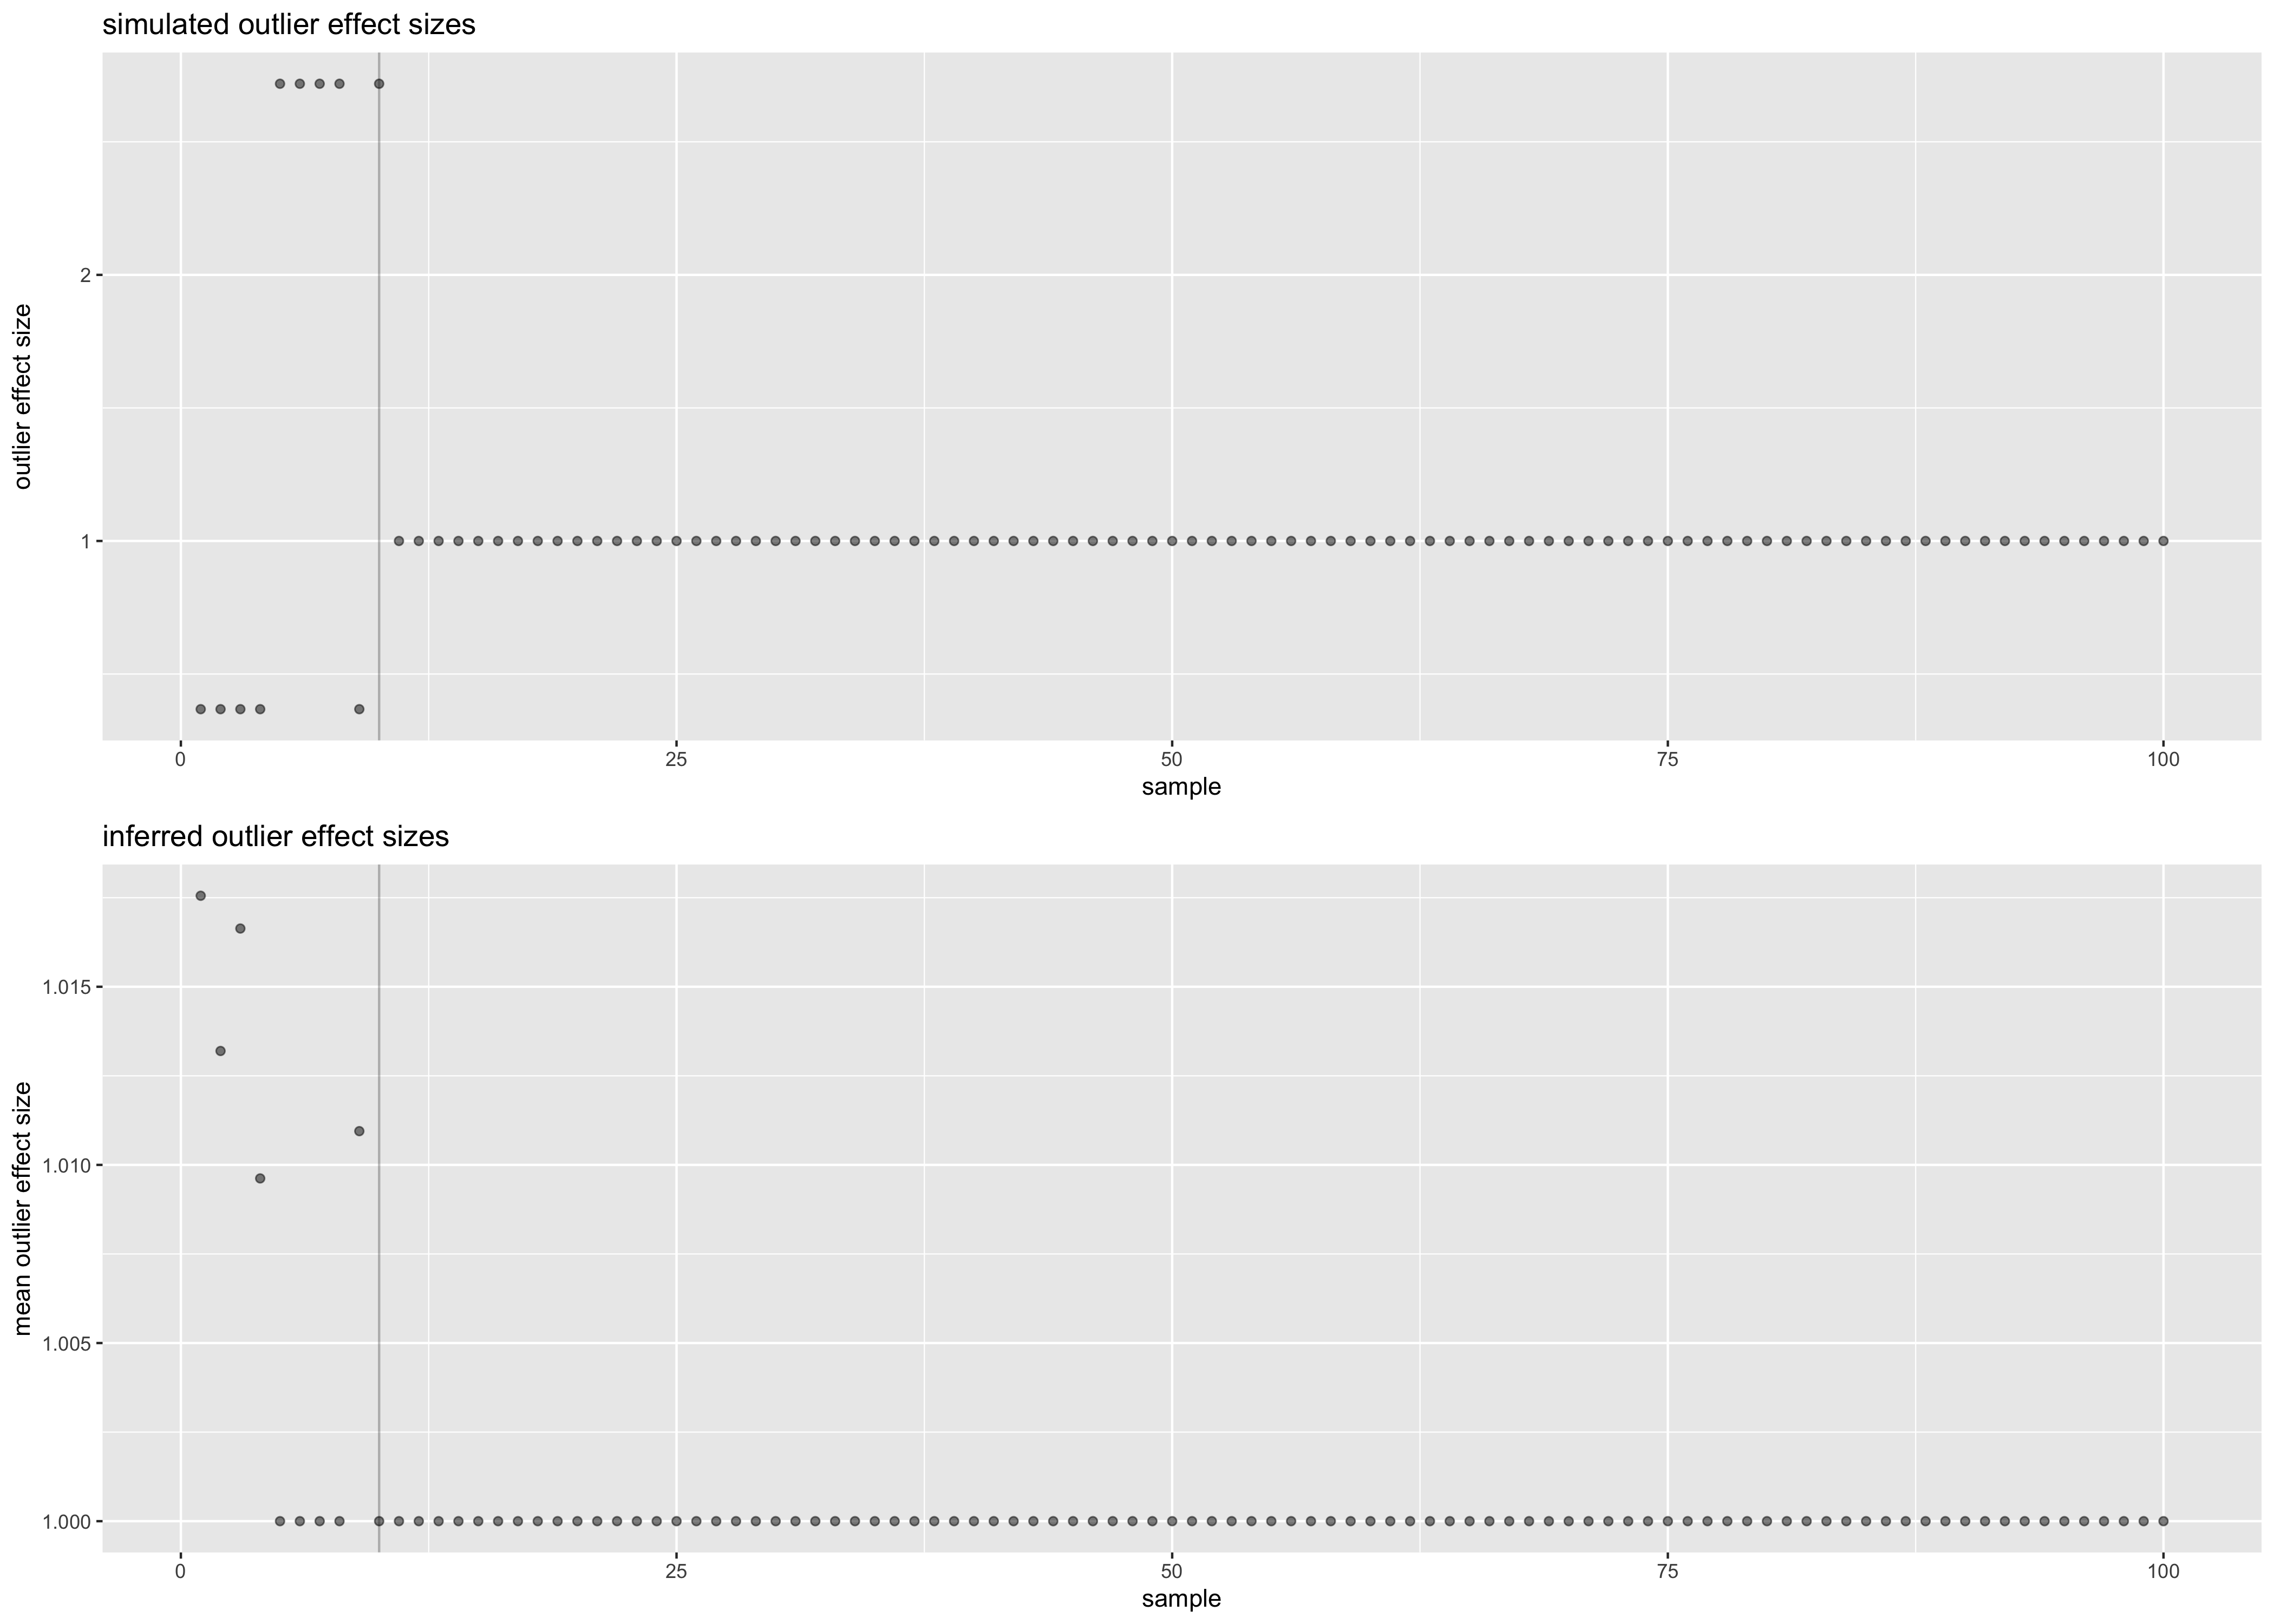 simulated outlier effect sizes
outlier effect size
2
1
0 25 50 75 100
sample
inferred outlier effect sizes
mean outlier effect size
1.015
1.010
1.005
1.000
0 25 50 75 100
sample